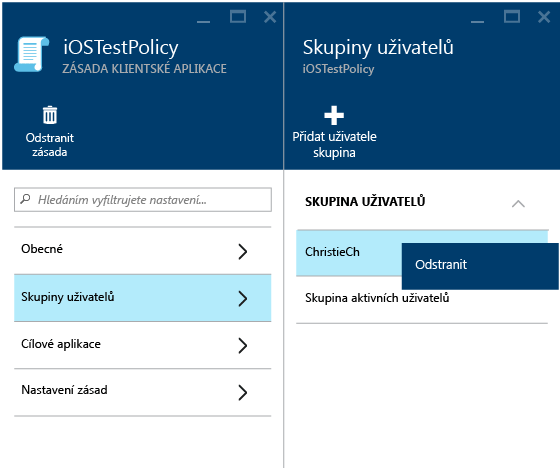 iOSTestPolicy
ZÁSADA KLIENTSKÉ APLIKACE
Odstranit
zásada
Hledáním vyfiltrujete nastavení...
Obecné
Skupiny uživatelů
Cílové aplikace
Nastavení zásad
Skupiny uživatelů
iOSTestPolicy
Přidat uživatele
skupina
SKUPINA UŽIVATELŮ
ChristieCh
Odstranit
Skupina aktivních uživatelů